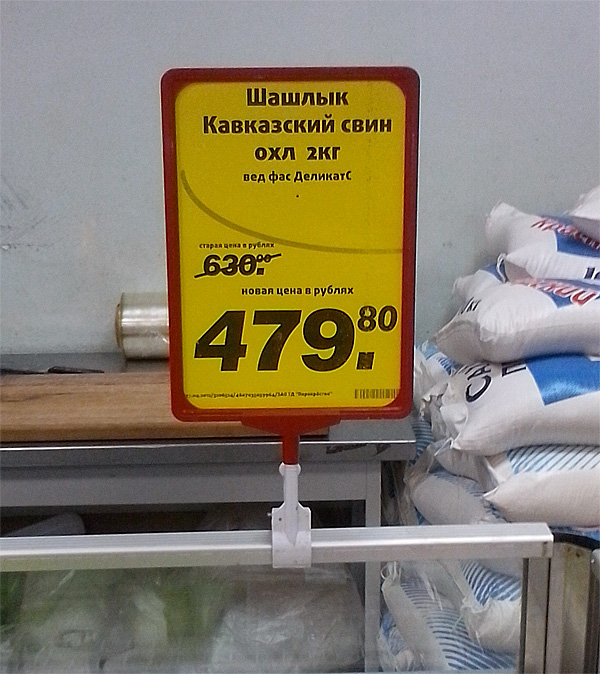 Шашлык
Кавказский свин
охл 2кг
вед фас ДеликатС
старая цена в рублях
630.00
новая цена в рублях
479.80